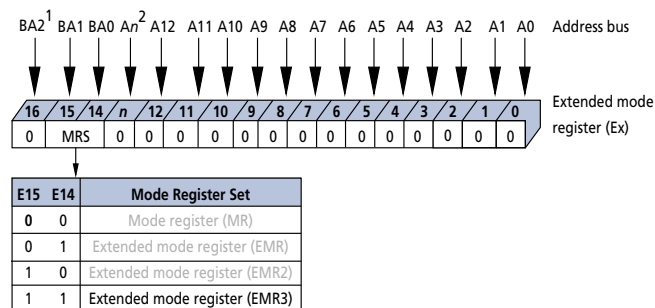 BA2¹ BA1 BA0 An² A12 A11 A10 A9 A8 A7 A6 A5 A4 A3 A2 A1 A0 Address bus
16 15 14 n 12 11 10 9 8 7 6 5 4 3 2 1 0 Extended mode
0 MRS 0 0 0 0 0 0 0 0 0 0 0 0 0 0 register (Ex)
E15 E14 Mode Register Set
0 0 Mode register (MR)
0 1 Extended mode register (EMR)
1 0 Extended mode register (EMR2)
1 1 Extended mode register (EMR3)